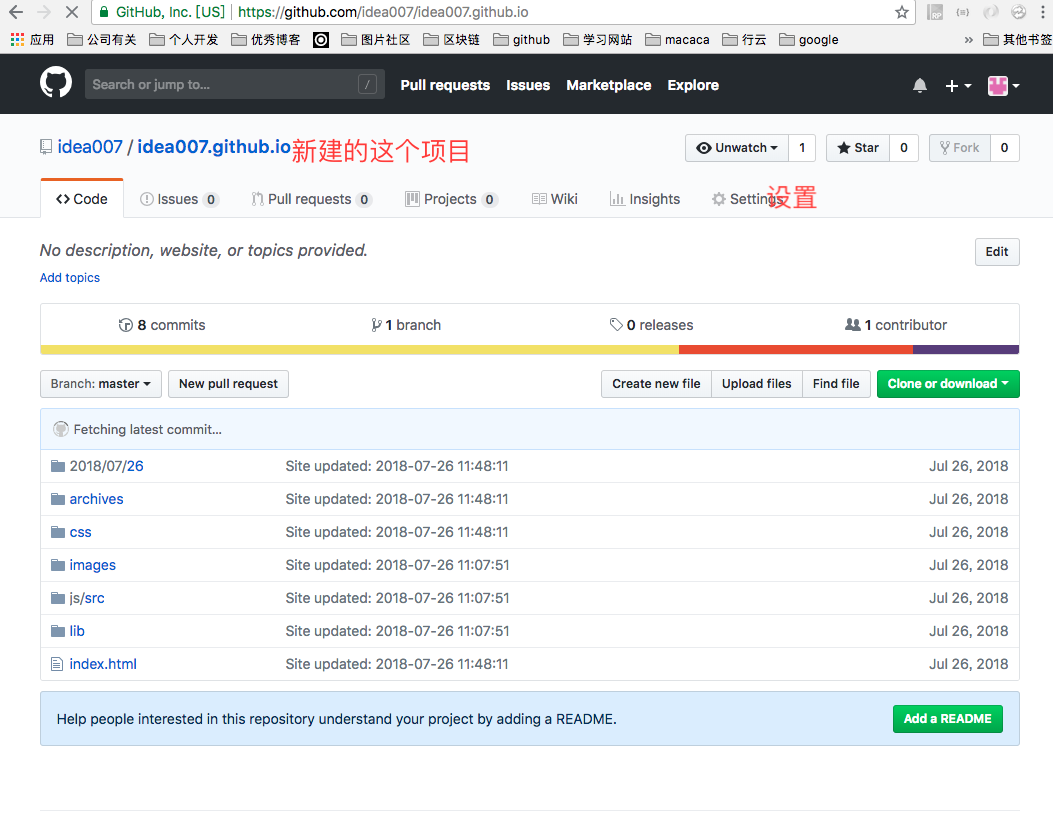 GitHub, Inc. [US] | https://github.com/idea007/idea007.github.io
应用 公司有关 个人开发 优秀博客 图片社区 区块链 github 学习网站 macaca 行云 google » 其他书签
Search or jump to... / Pull requests Issues Marketplace Explore
idea007 / idea007.github.io 新建的这个项目 Unwatch 1 Star 0 Fork 0
Code Issues 0 Pull requests 0 Projects 0 Wiki Insights Settings 设置
No description, website, or topics provided. Edit
Add topics
8 commits 1 branch 0 releases 1 contributor
Branch: master New pull request Create new file Upload files Find file Clone or download
Fetching latest commit...
2018/07/26 Site updated: 2018-07-26 11:48:11 Jul 26, 2018
archives Site updated: 2018-07-26 11:48:11 Jul 26, 2018
css Site updated: 2018-07-26 11:48:11 Jul 26, 2018
images Site updated: 2018-07-26 11:07:51 Jul 26, 2018
js/src Site updated: 2018-07-26 11:07:51 Jul 26, 2018
lib Site updated: 2018-07-26 11:07:51 Jul 26, 2018
index.html Site updated: 2018-07-26 11:48:11 Jul 26, 2018
Help people interested in this repository understand your project by adding a README. Add a README